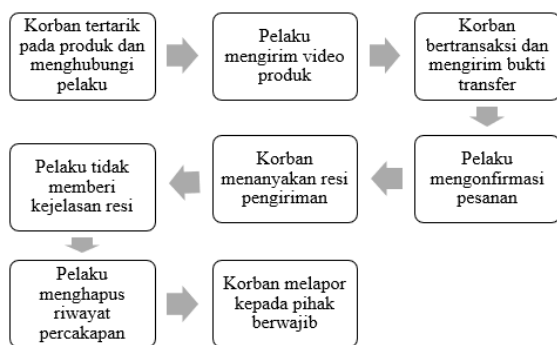 Korban tertarik
pada produk dan
menghubungi
pelaku
Pelaku
mengirim video
produk
Korban
bertransaksi dan
mengirim bukti
transfer
Pelaku
mengonfirmasi
pesanan
Korban
menanyakan resi
pengiriman
Pelaku tidak
memberi
kejelasan resi
Pelaku
menghapus
riwayat
percakapan
Korban melapor
kepada pihak
berwajib